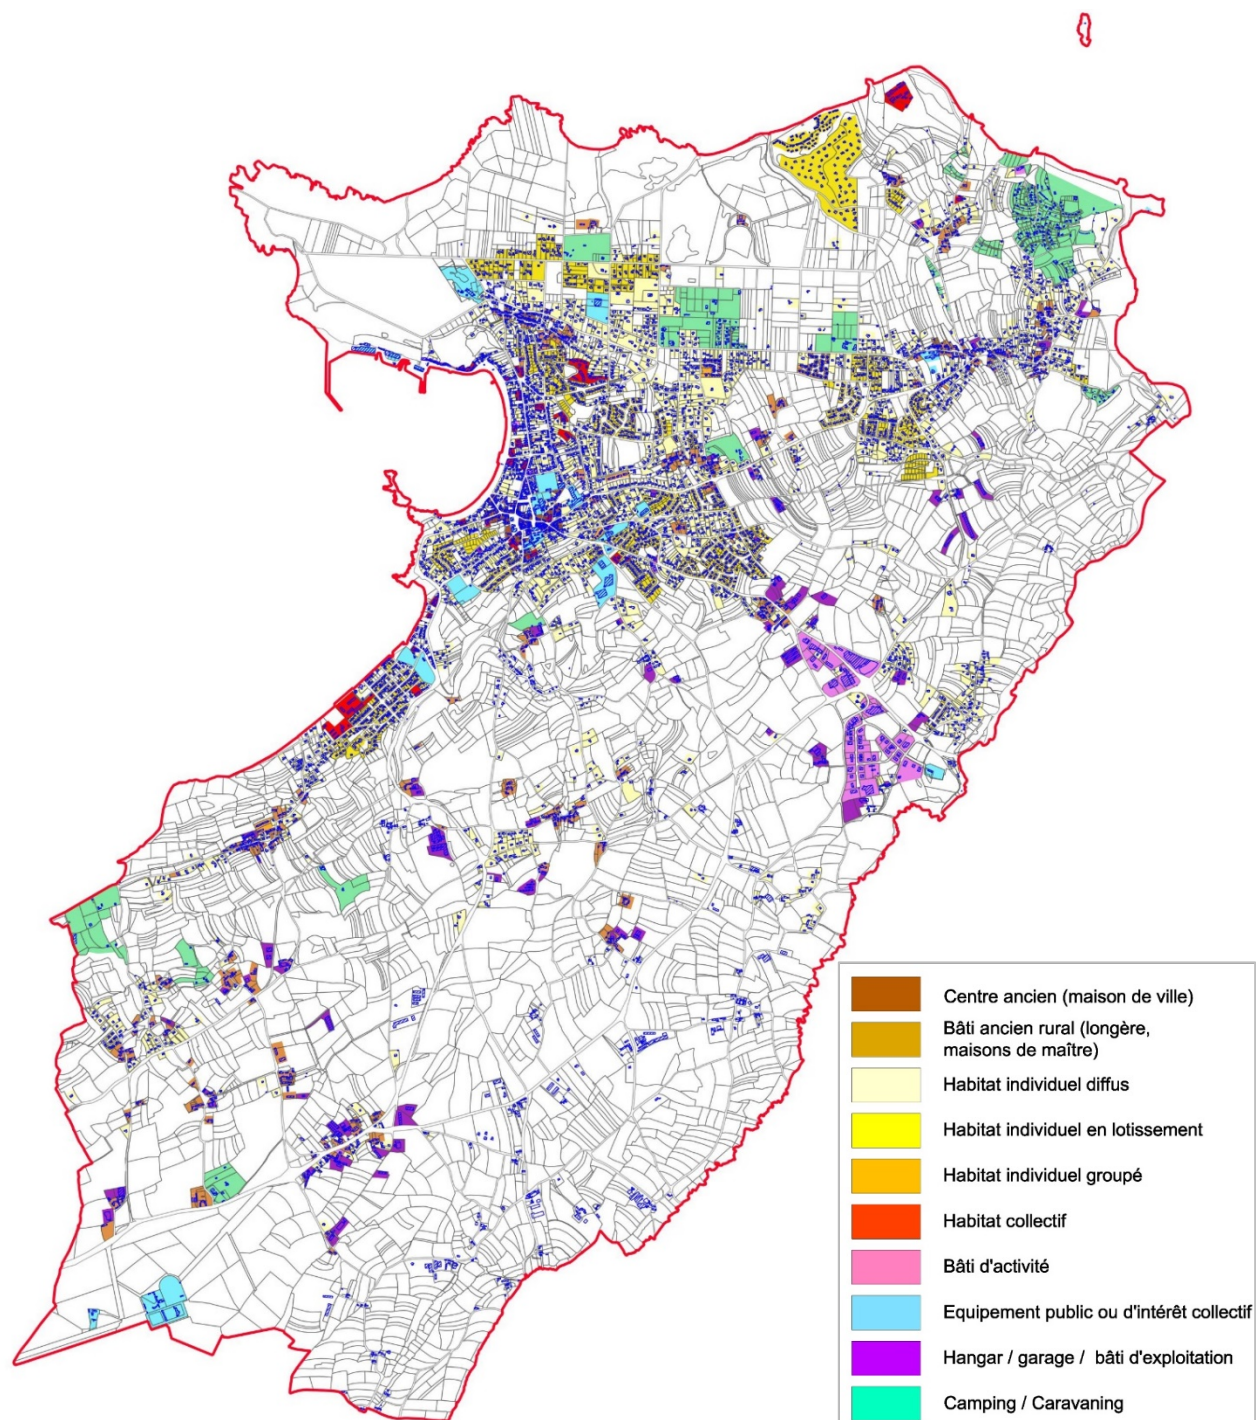 Centre ancien (maison de ville)
Bâti ancien rural (longère,
maisons de maître)
Habitat individuel diffus
Habitat individuel en lotissement
Habitat individuel groupé
Habitat collectif
Bâti d'activité
Equipement public ou d'intérêt collectif
Hangar / garage / bâti d'exploitation
Camping / Caravaning